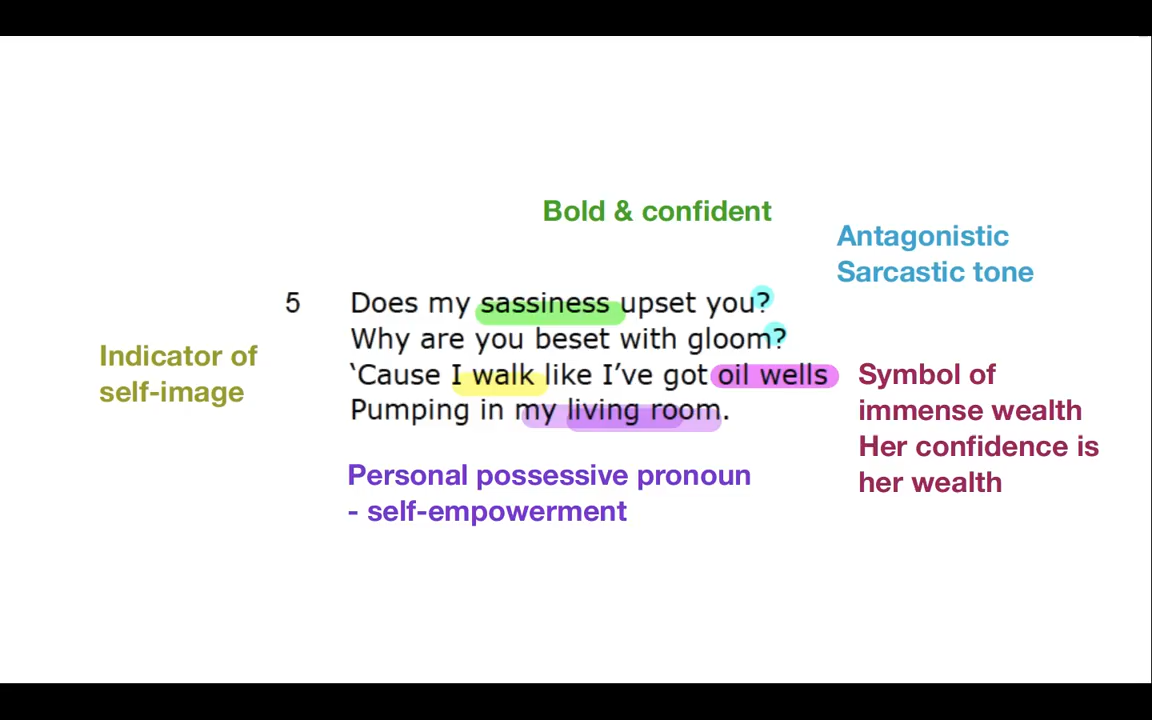 Bold & confident
Antagonistic
Sarcastic tone
5 Does my sassiness upset you?
Why are you beset with gloom?
‘Cause I walk like I’ve got oil wells
Pumping in my living room.
Indicator of
self-image
Symbol of
immense wealth
Her confidence is
her wealth
Personal possessive pronoun
- self-empowerment